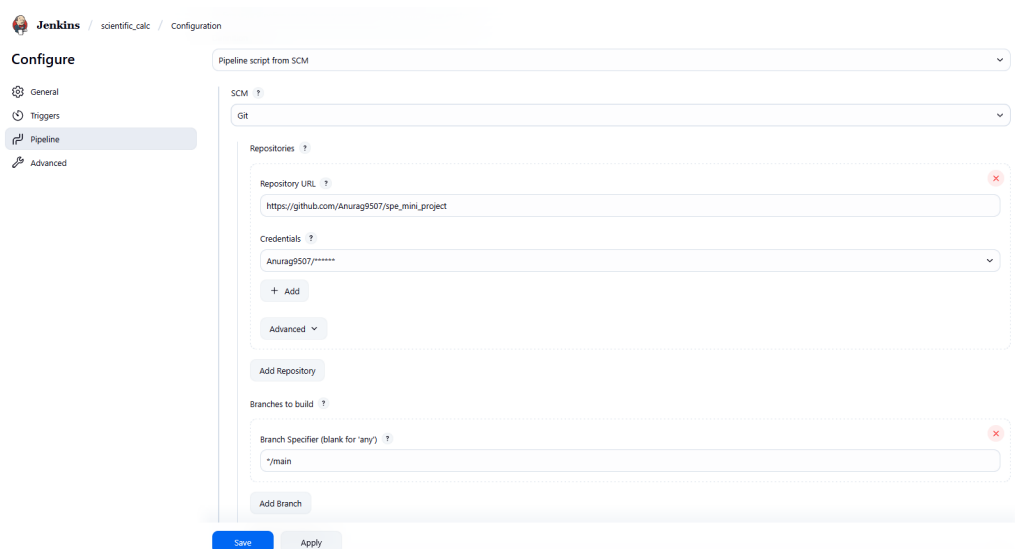 Jenkins / scientific_calc / Configuration
Configure
General
Triggers
Pipeline
Advanced
Pipeline script from SCM
SCM ?
Git
Repositories ?
Repository URL ?
https://github.com/Anurag9507/spe_mini_project
Credentials ?
Anurag9507/******
+ Add
Advanced
Add Repository
Branches to build ?
Branch Specifier (blank for 'any') ?
*/main
Add Branch
Save Apply